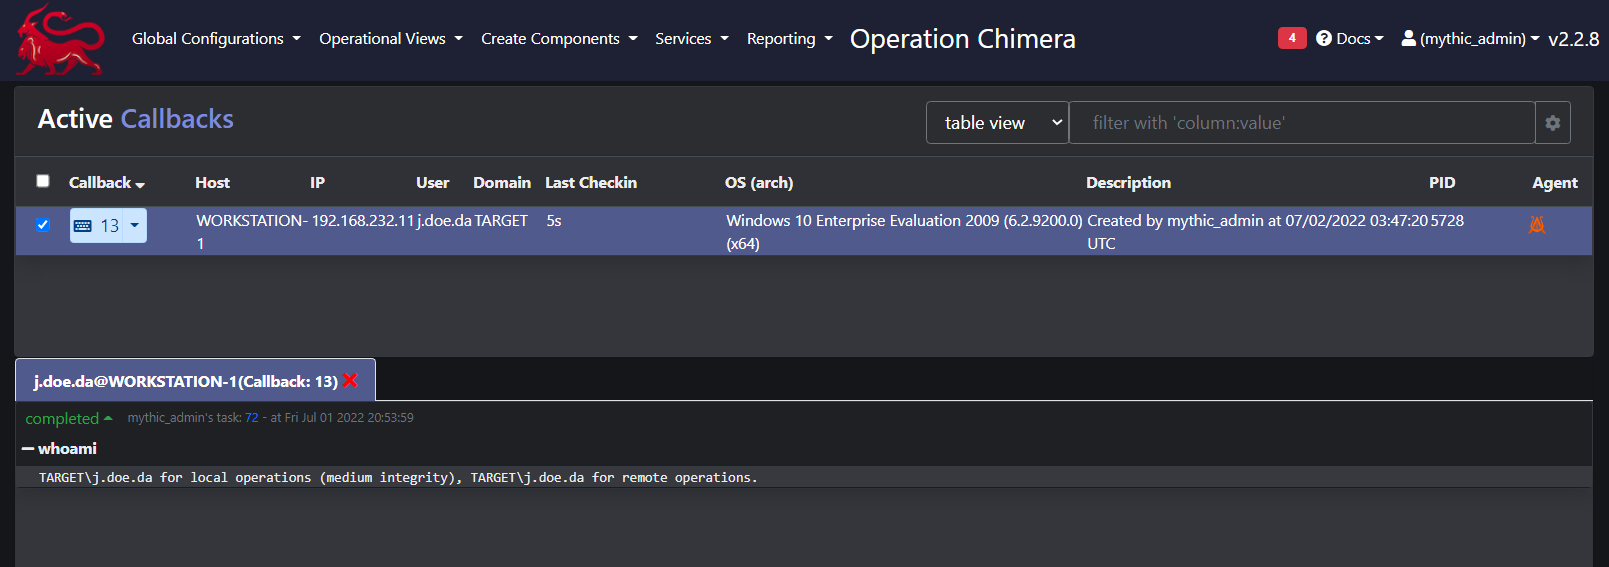 Global Configurations Operational Views Create Components Services Reporting Operation Chimera 4 Docs (mythic_admin) v2.2.8
Active Callbacks table view filter with 'column:value'
Callback Host IP User Domain Last Checkin OS (arch) Description PID Agent
13 WORKSTATION- 192.168.232.11 j.doe.da TARGET 5s Windows 10 Enterprise Evaluation 2009 (6.2.9200.0) Created by mythic_admin at 07/02/2022 03:47:20 5728
1 (x64) UTC
j.doe.da@WORKSTATION-1(Callback: 13)
completed mythic_admin's task: 72 - at Fri Jul 01 2022 20:53:59
whoami
TARGET\j.doe.da for local operations (medium integrity), TARGET\j.doe.da for remote operations.